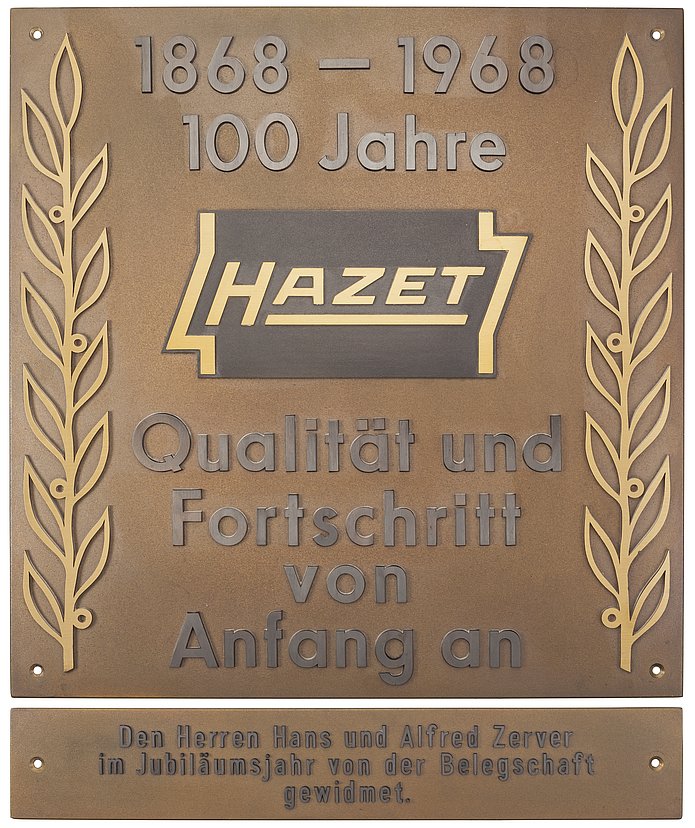 1868 – 1968
100 Jahre
HAZET
Qualität und
Fortschritt
von
Anfang an
Den Herren Hans und Alfred Zerver
im Jubiläumsjahr von der Belegschaft
gewidmet.